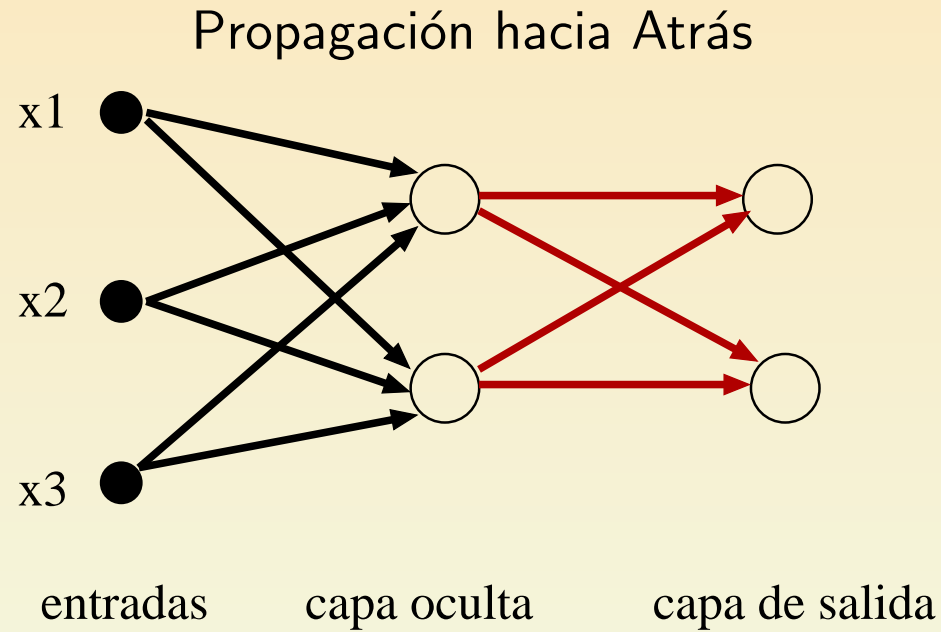 Propagación hacia Atrás
x1
x2
x3
entradas capa oculta capa de salida